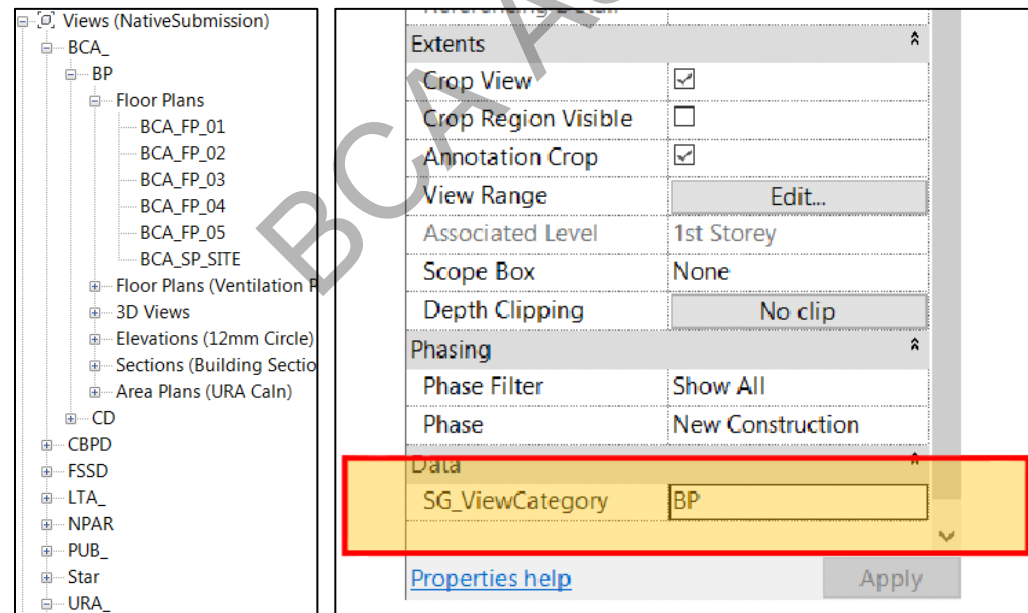 Views (NativeSubmission)
BCA_
BP
Floor Plans
BCA_FP_01
BCA_FP_02
BCA_FP_03
BCA_FP_04
BCA_FP_05
BCA_SP_SITE
Floor Plans (Ventilation P
3D Views
Elevations (12mm Circle)
Sections (Building Sectio
Area Plans (URA Caln)
CD
CBPD
FSSD
LTA_
NPAR
PUB_
Star
URA_
Extents
Crop View
Crop Region Visible
Annotation Crop
View Range Edit...
Associated Level 1st Storey
Scope Box None
Depth Clipping No clip
Phasing
Phase Filter Show All
Phase New Construction
Data
SG_ViewCategory BP
Properties help Apply
BCA